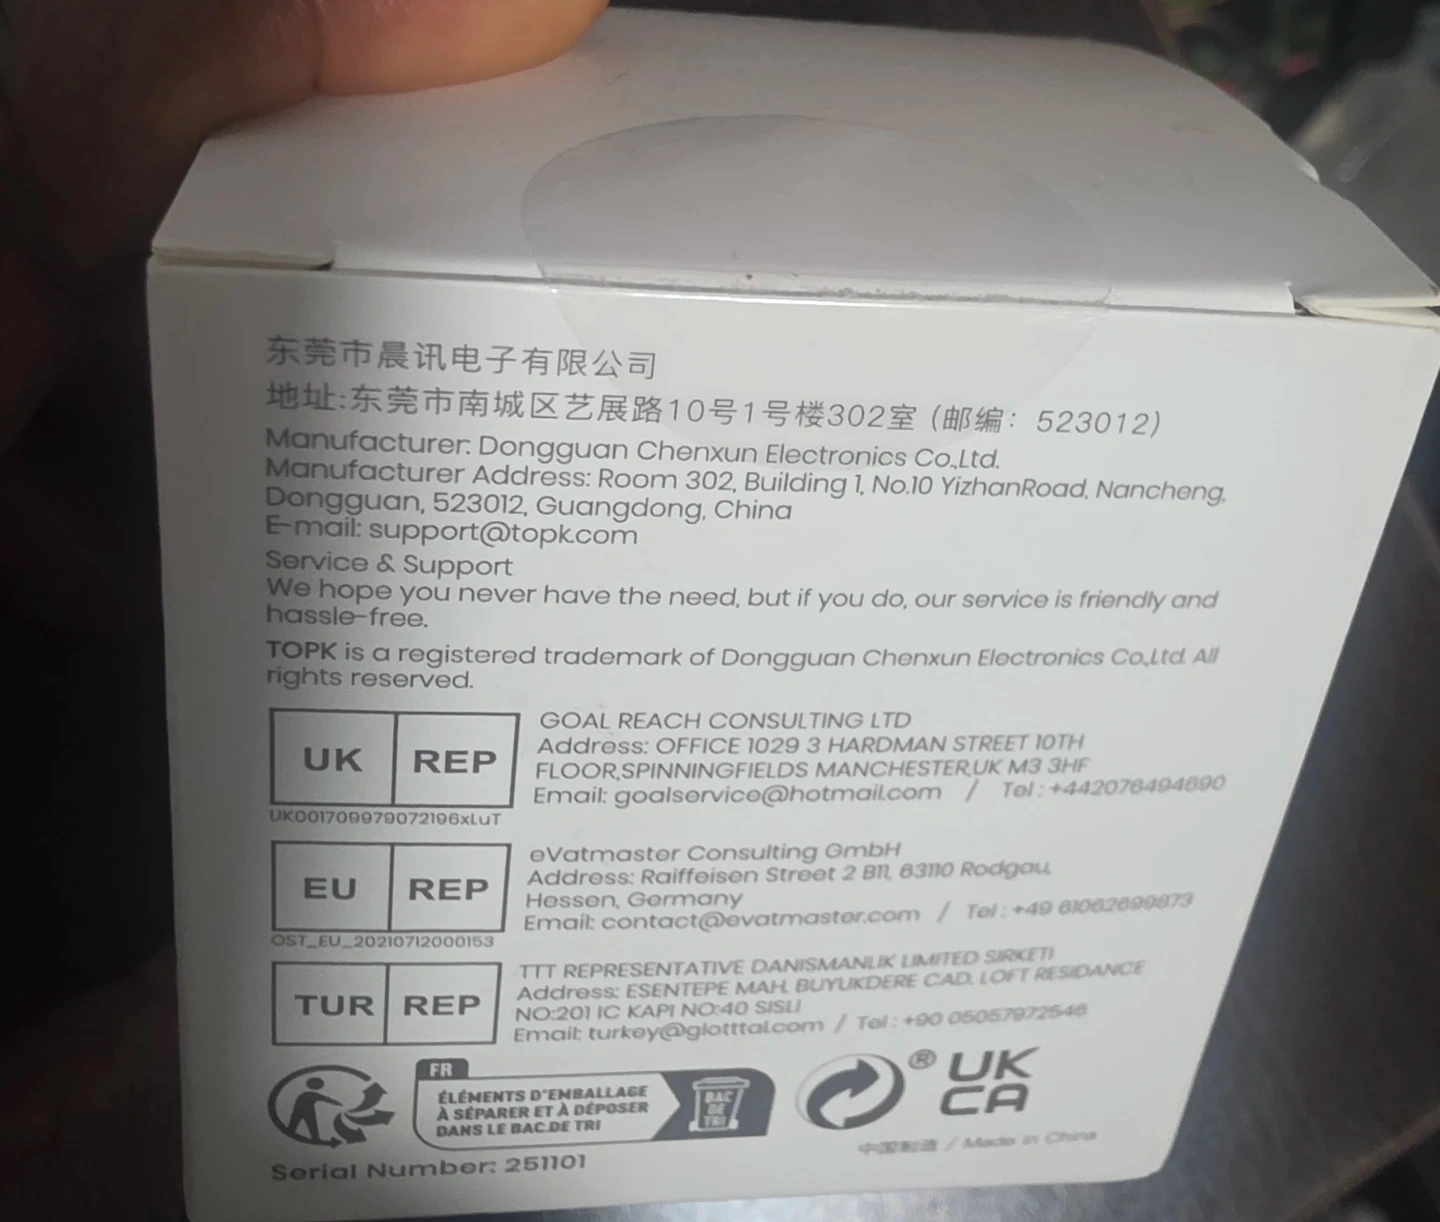 东莞市晨讯电子有限公司
地址:东莞市南城区艺展路10号1号楼302室 (邮编: 523012)
Manufacturer: Dongguan Chenxun Electronics Co.,Ltd.
Manufacturer Address: Room 302, Building 1, No.10 YizhanRoad, Nancheng,
Dongguan, 523012, Guangdong, China
E-mail: support@topk.com
Service & Support
We hope you never have the need, but if you do, our service is friendly and
hassle-free.
TOPK is a registered trademark of Dongguan Chenxun Electronics Co.,Ltd. All
rights reserved.
UK REP
GOAL REACH CONSULTING LTD
Address: OFFICE 1029 3 HARDMAN STREET 10TH
FLOOR,SPINNINGFIELDS MANCHESTER,UK M3 3HF
Email: goalservice@hotmail.com / Tel : +442076494690
UK001709979072196xLuT
EU REP
eVatmaster Consulting GmbH
Address: Raiffeisen Street 2 B11, 63110 Rodgau,
Hessen, Germany
Email: contact@evatmaster.com / Tel : +49 61062699873
OST_EU_20210712000153
TUR REP
TTT REPRESENTATIVE DANISMANLIK LIMITED SIRKETI
Address: ESENTEPE MAH. BUYUKDERE CAD. LOFT RESIDANCE
NO:201 IC KAPI NO:40 SISLI
Email: turkey@glotttal.com / Tel : +90 05057972546
FR
ÉLÉMENTS D'EMBALLAGE
À SÉPARER ET À DÉPOSER
DANS LE BAC DE TRI
BAC
DE
TRI
®
UK
CA
中国制造 / Made in China
Serial Number: 251101